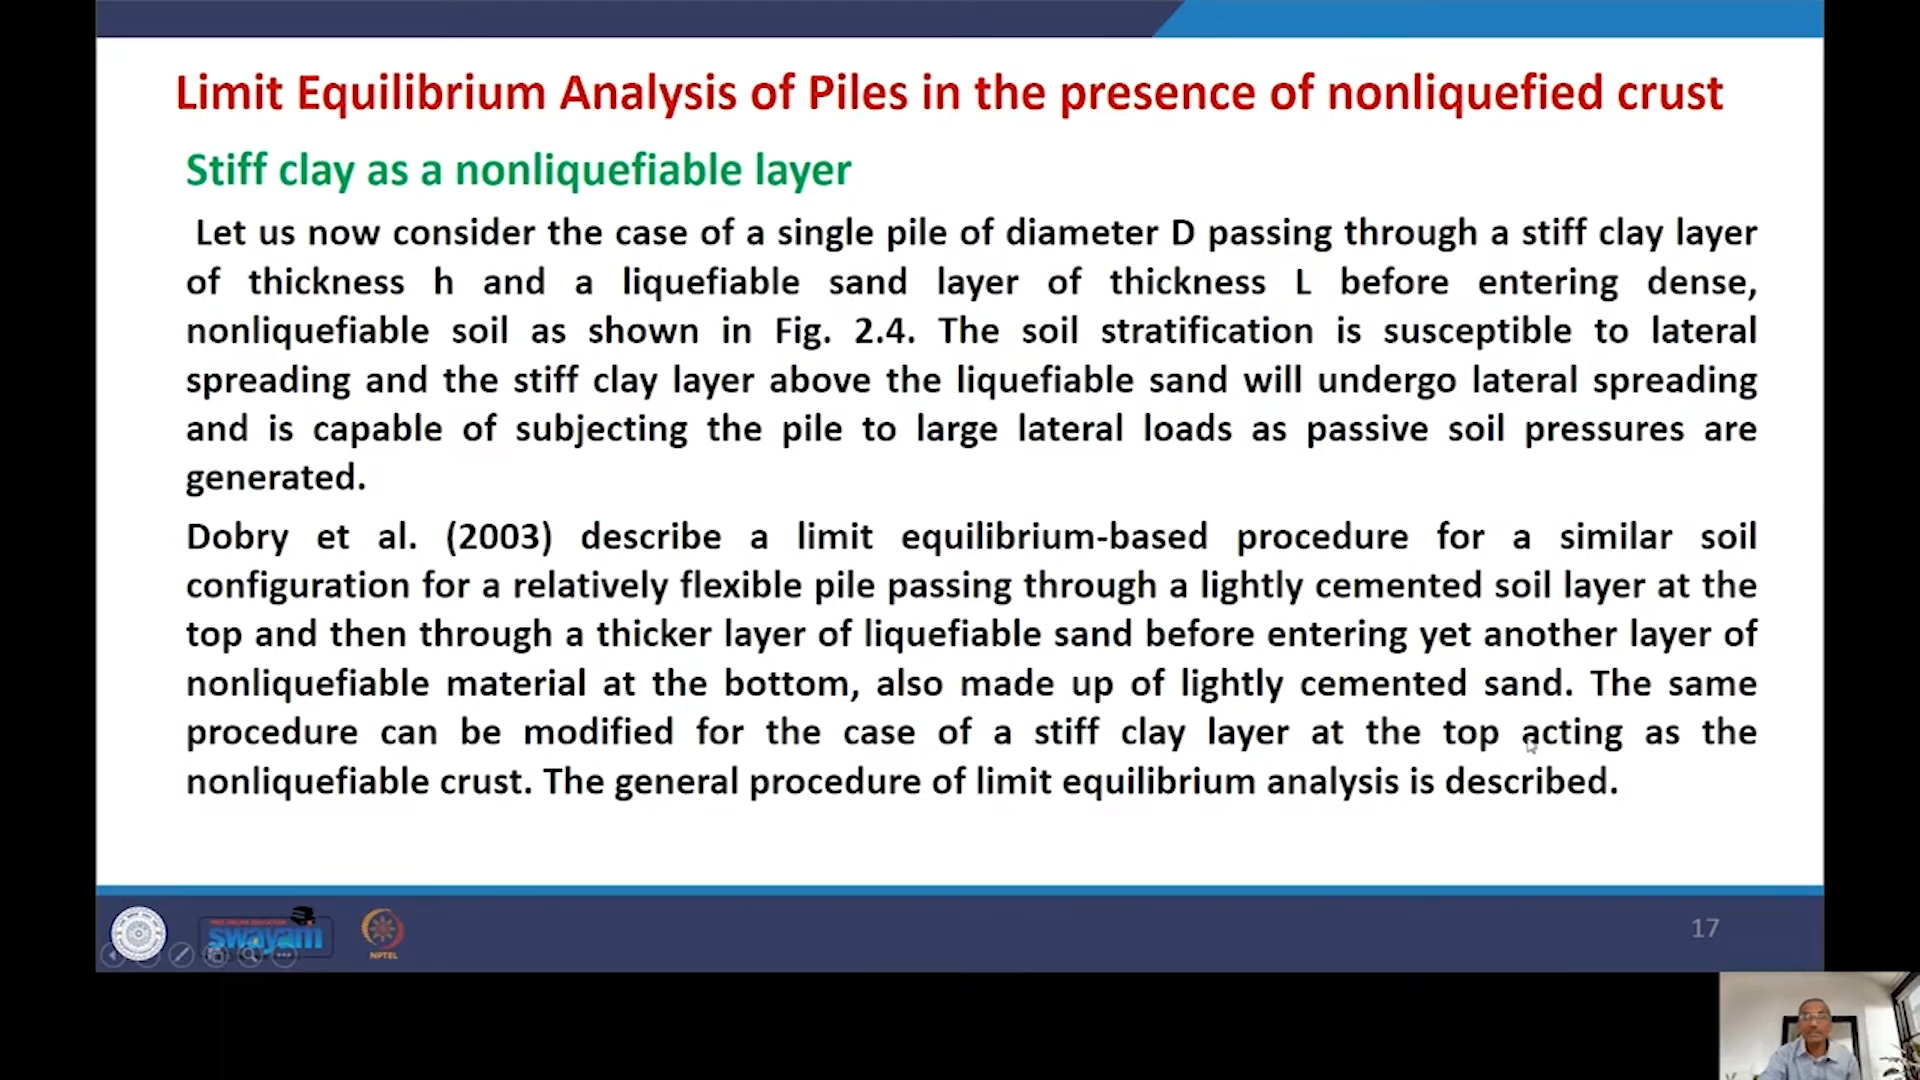 Limit Equilibrium Analysis of Piles in the presence of nonliquefied crust
Stiff clay as a nonliquefiable layer
Let us now consider the case of a single pile of diameter D passing through a stiff clay layer
of thickness h and a liquefiable sand layer of thickness L before entering dense,
nonliquefiable soil as shown in Fig. 2.4. The soil stratification is susceptible to lateral
spreading and the stiff clay layer above the liquefiable sand will undergo lateral spreading
and is capable of subjecting the pile to large lateral loads as passive soil pressures are
generated.
Dobry et al. (2003) describe a limit equilibrium-based procedure for a similar soil
configuration for a relatively flexible pile passing through a lightly cemented soil layer at the
top and then through a thicker layer of liquefiable sand before entering yet another layer of
nonliquefiable material at the bottom, also made up of lightly cemented sand. The same
procedure can be modified for the case of a stiff clay layer at the top acting as the
nonliquefiable crust. The general procedure of limit equilibrium analysis is described.
swayam
NPTEL
17